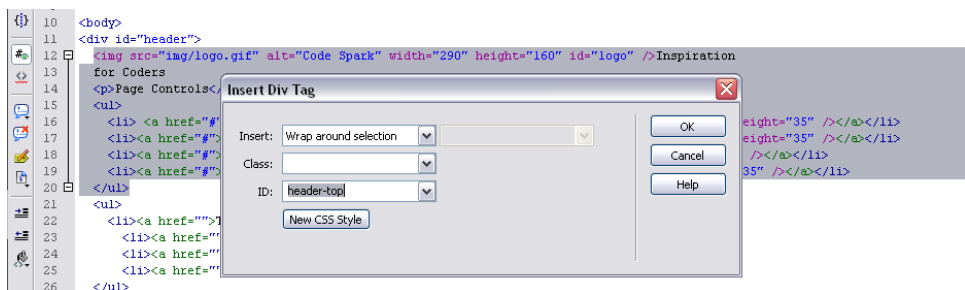 10 <body>
11 <div id="header">
12 <img src="img/logo.gif" alt="Code Spark" width="290" height="160" id="logo" />Inspiration
13 for Coders
14 <p>Page Controls</
15 <ul>
16 <li> <a href="#" eight="35" /></a></li>
17 <li><a href="#"> eight="35" /></a></li>
18 <li><a href="#"> /></a></li>
19 <li><a href="#"> 35" /></a></li>
20 </ul>
21 <ul>
22 <li><a href="">T
23 <li><a href=""
24 <li><a href=""
25 <li><a href=""
26 </ul>
Insert Div Tag
Insert: Wrap around selection
Class:
ID: header-top
New CSS Style
OK
Cancel
Help